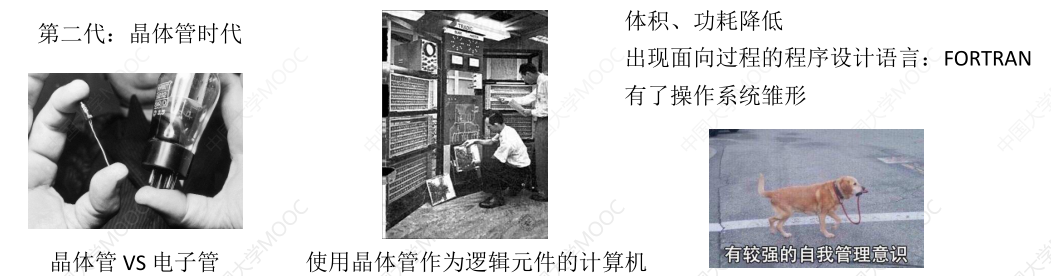 第二代：晶体管时代
晶体管 VS 电子管
TRADIC
使用晶体管作为逻辑元件的计算机
体积、功耗降低
出现面向过程的程序设计语言：FORTRAN
有了操作系统雏形
有较强的自我管理意识
中国大学MOOC